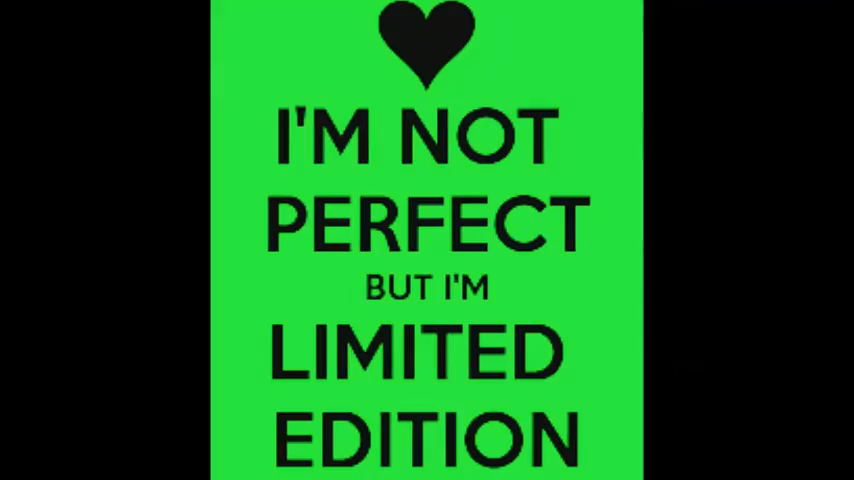 I'M NOT
PERFECT
BUT I'M
LIMITED
EDITION